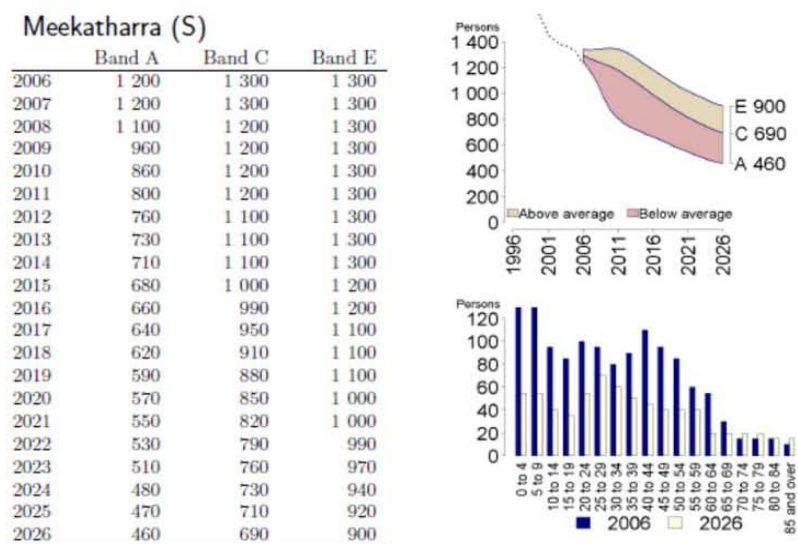 Meekatharra (S)
Band A Band C Band E
2006 1 200 1 300 1 300
2007 1 200 1 300 1 300
2008 1 100 1 200 1 300
2009 960 1 200 1 300
2010 860 1 200 1 300
2011 800 1 200 1 300
2012 760 1 100 1 300
2013 730 1 100 1 300
2014 710 1 100 1 300
2015 680 1 000 1 200
2016 660 990 1 200
2017 640 950 1 100
2018 620 910 1 100
2019 590 880 1 100
2020 570 850 1 000
2021 550 820 1 000
2022 530 790 990
2023 510 760 970
2024 480 730 940
2025 470 710 920
2026 460 690 900
Persons
1 400
1 200
1 000
800
600
400
200
0
E 900
C 690
A 460
Above average Below average
1996 2001 2006 2011 2016 2021 2026
Persons
120
100
80
60
40
20
0
0 to 4 5 to 9 10 to 14 15 to 19 20 to 24 25 to 29 30 to 34 35 to 39 40 to 44 45 to 49 50 to 54 55 to 59 60 to 64 65 to 69 70 to 74 75 to 79 80 to 84 85 and over
2006 2026